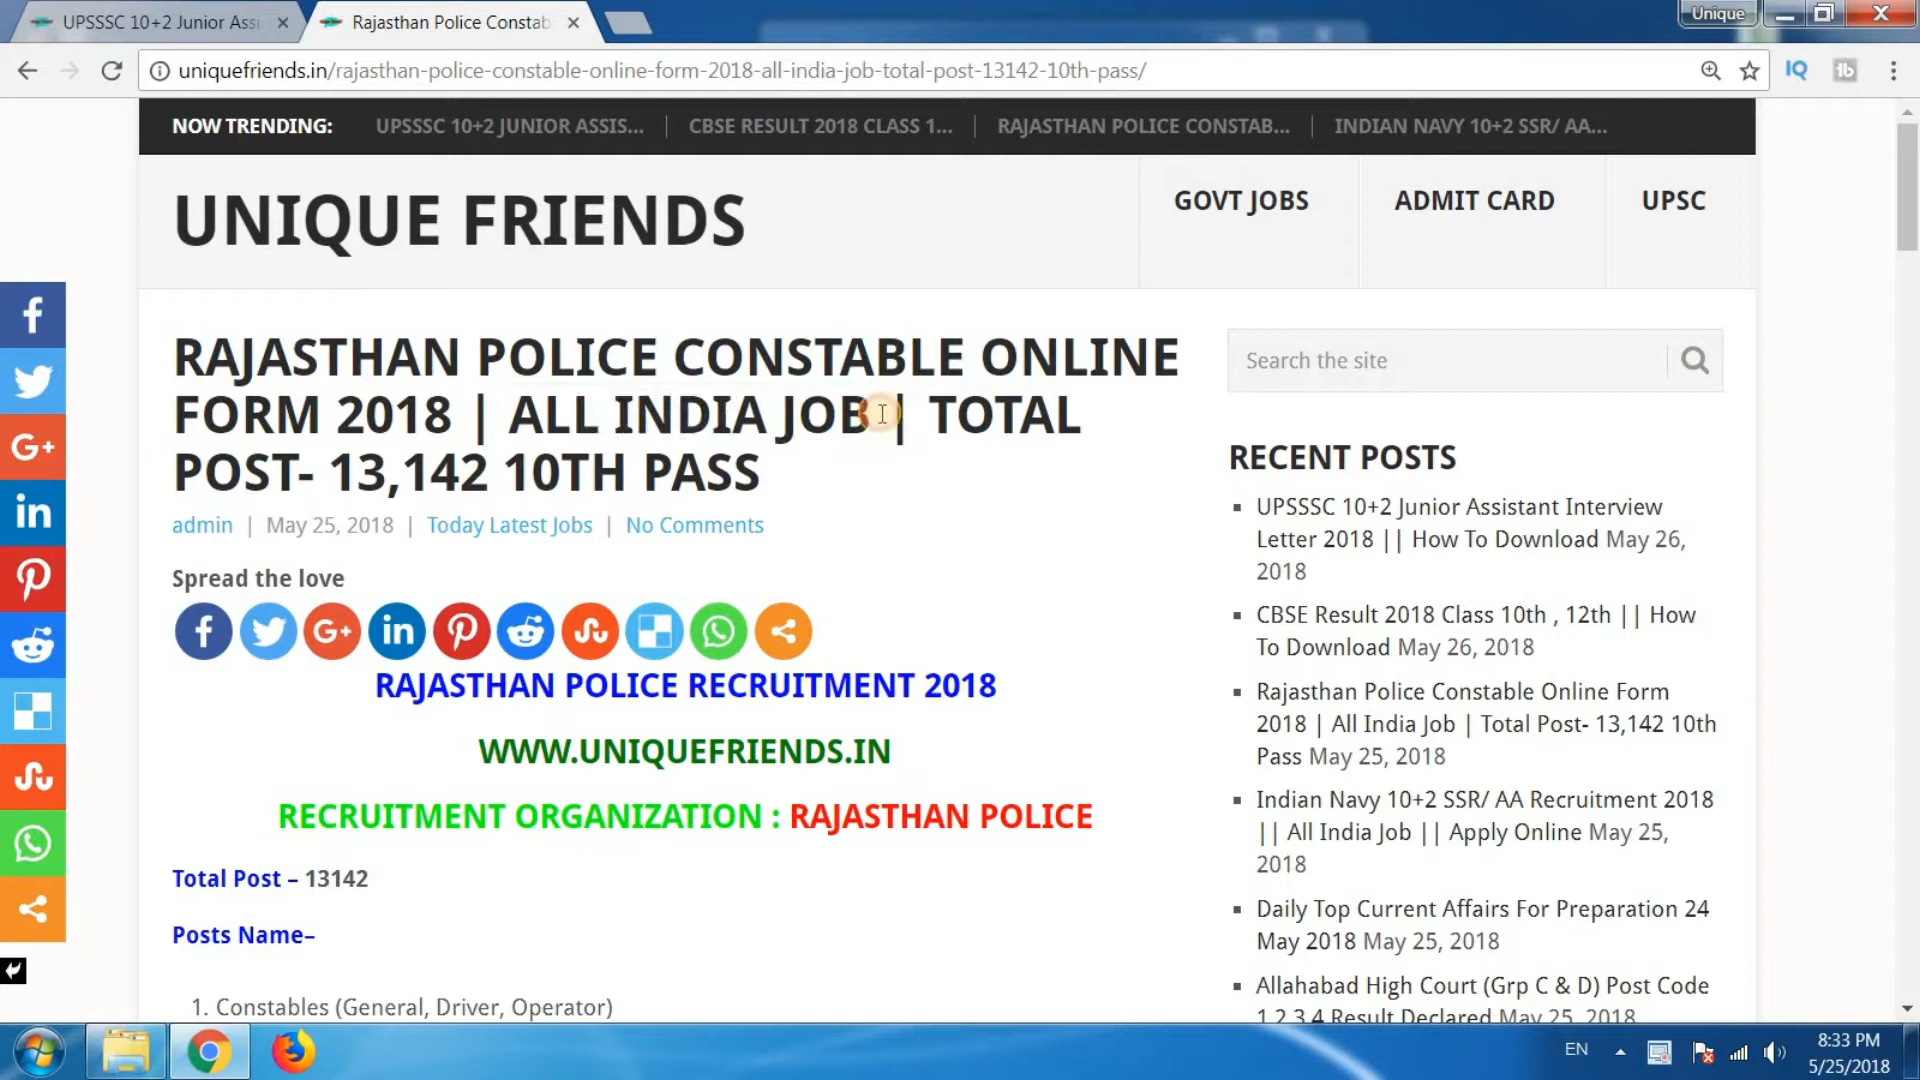 UPSSSC 10+2 Junior Assi
Rajasthan Police Constab
Unique
uniquefriends.in/rajasthan-police-constable-online-form-2018-all-india-job-total-post-13142-10th-pass/
IQ
NOW TRENDING:
UPSSSC 10+2 JUNIOR ASSIS...
CBSE RESULT 2018 CLASS 1...
RAJASTHAN POLICE CONSTAB...
INDIAN NAVY 10+2 SSR/ AA...
UNIQUE FRIENDS
GOVT JOBS
ADMIT CARD
UPSC
RAJASTHAN POLICE CONSTABLE ONLINE
FORM 2018 | ALL INDIA JOB | TOTAL
POST- 13,142 10TH PASS
admin | May 25, 2018 | Today Latest Jobs | No Comments
Spread the love
RAJASTHAN POLICE RECRUITMENT 2018
WWW.UNIQUEFRIENDS.IN
RECRUITMENT ORGANIZATION : RAJASTHAN POLICE
Total Post – 13142
Posts Name–
1. Constables (General, Driver, Operator)
Search the site
RECENT POSTS
UPSSSC 10+2 Junior Assistant Interview
Letter 2018 || How To Download May 26,
2018
CBSE Result 2018 Class 10th , 12th || How
To Download May 26, 2018
Rajasthan Police Constable Online Form
2018 | All India Job | Total Post- 13,142 10th
Pass May 25, 2018
Indian Navy 10+2 SSR/ AA Recruitment 2018
|| All India Job || Apply Online May 25,
2018
Daily Top Current Affairs For Preparation 24
May 2018 May 25, 2018
Allahabad High Court (Grp C & D) Post Code
1,2,3,4 Result Declared May 25, 2018
EN
8:33 PM
5/25/2018